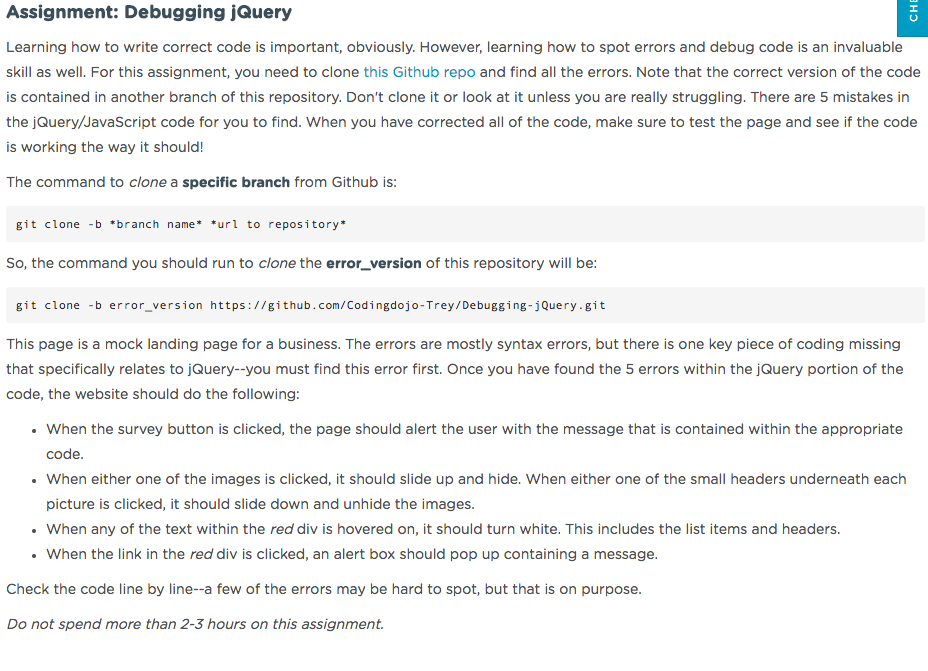 Assignment: Debugging jQuery
CHE
Learning how to write correct code is important, obviously. However, learning how to spot errors and debug code is an invaluable
skill as well. For this assignment, you need to clone this Github repo and find all the errors. Note that the correct version of the code
is contained in another branch of this repository. Don't clone it or look at it unless you are really struggling. There are 5 mistakes in
the jQuery/JavaScript code for you to find. When you have corrected all of the code, make sure to test the page and see if the code
is working the way it should!
The command to clone a specific branch from Github is:
git clone -b *branch name* *url to repository*
So, the command you should run to clone the error_version of this repository will be:
git clone -b error_version https://github.com/Codingdojo-Trey/Debugging-jQuery.git
This page is a mock landing page for a business. The errors are mostly syntax errors, but there is one key piece of coding missing
that specifically relates to jQuery--you must find this error first. Once you have found the 5 errors within the jQuery portion of the
code, the website should do the following:
• When the survey button is clicked, the page should alert the user with the message that is contained within the appropriate
code.
• When either one of the images is clicked, it should slide up and hide. When either one of the small headers underneath each
picture is clicked, it should slide down and unhide the images.
• When any of the text within the red div is hovered on, it should turn white. This includes the list items and headers.
• When the link in the red div is clicked, an alert box should pop up containing a message.
Check the code line by line--a few of the errors may be hard to spot, but that is on purpose.
Do not spend more than 2-3 hours on this assignment.